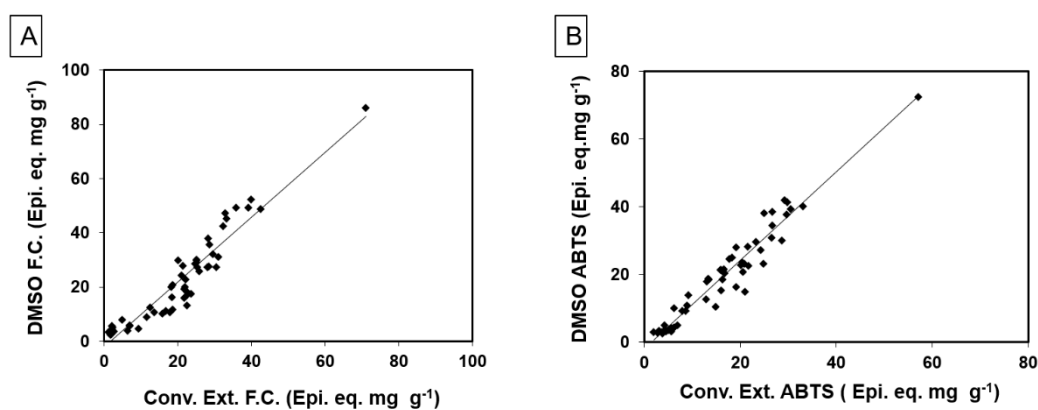 A
DMSO F.C. (Epi. eq. mg g-1)
100
80
60
40
20
0
0 20 40 60 80 100
Conv. Ext. F.C. (Epi. eq. mg g-1)
B
DMSO ABTS (Epi. eq.mg g-1)
80
60
40
20
0
0 20 40 60 80
Conv. Ext. ABTS ( Epi. eq. mg g-1)